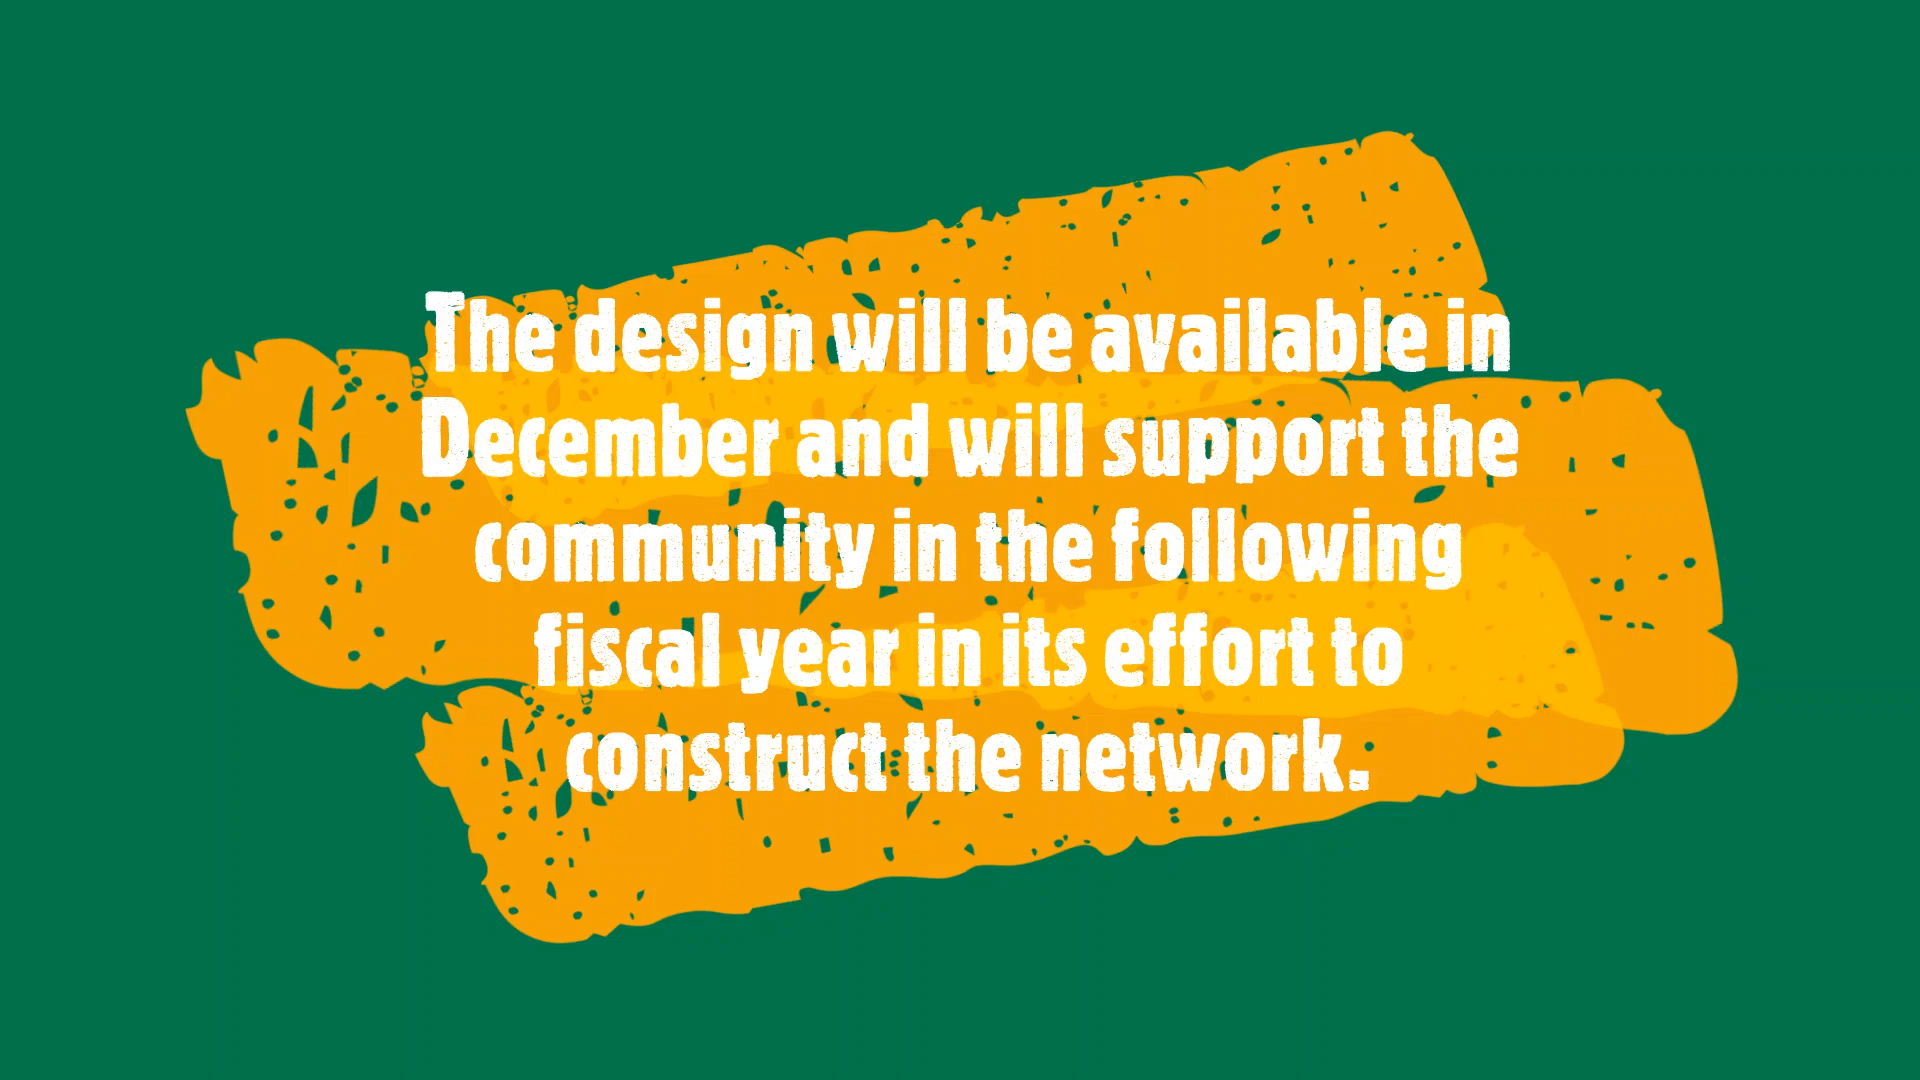 The design will be available in
December and will support the
community in the following
fiscal year in its effort to
construct the network.